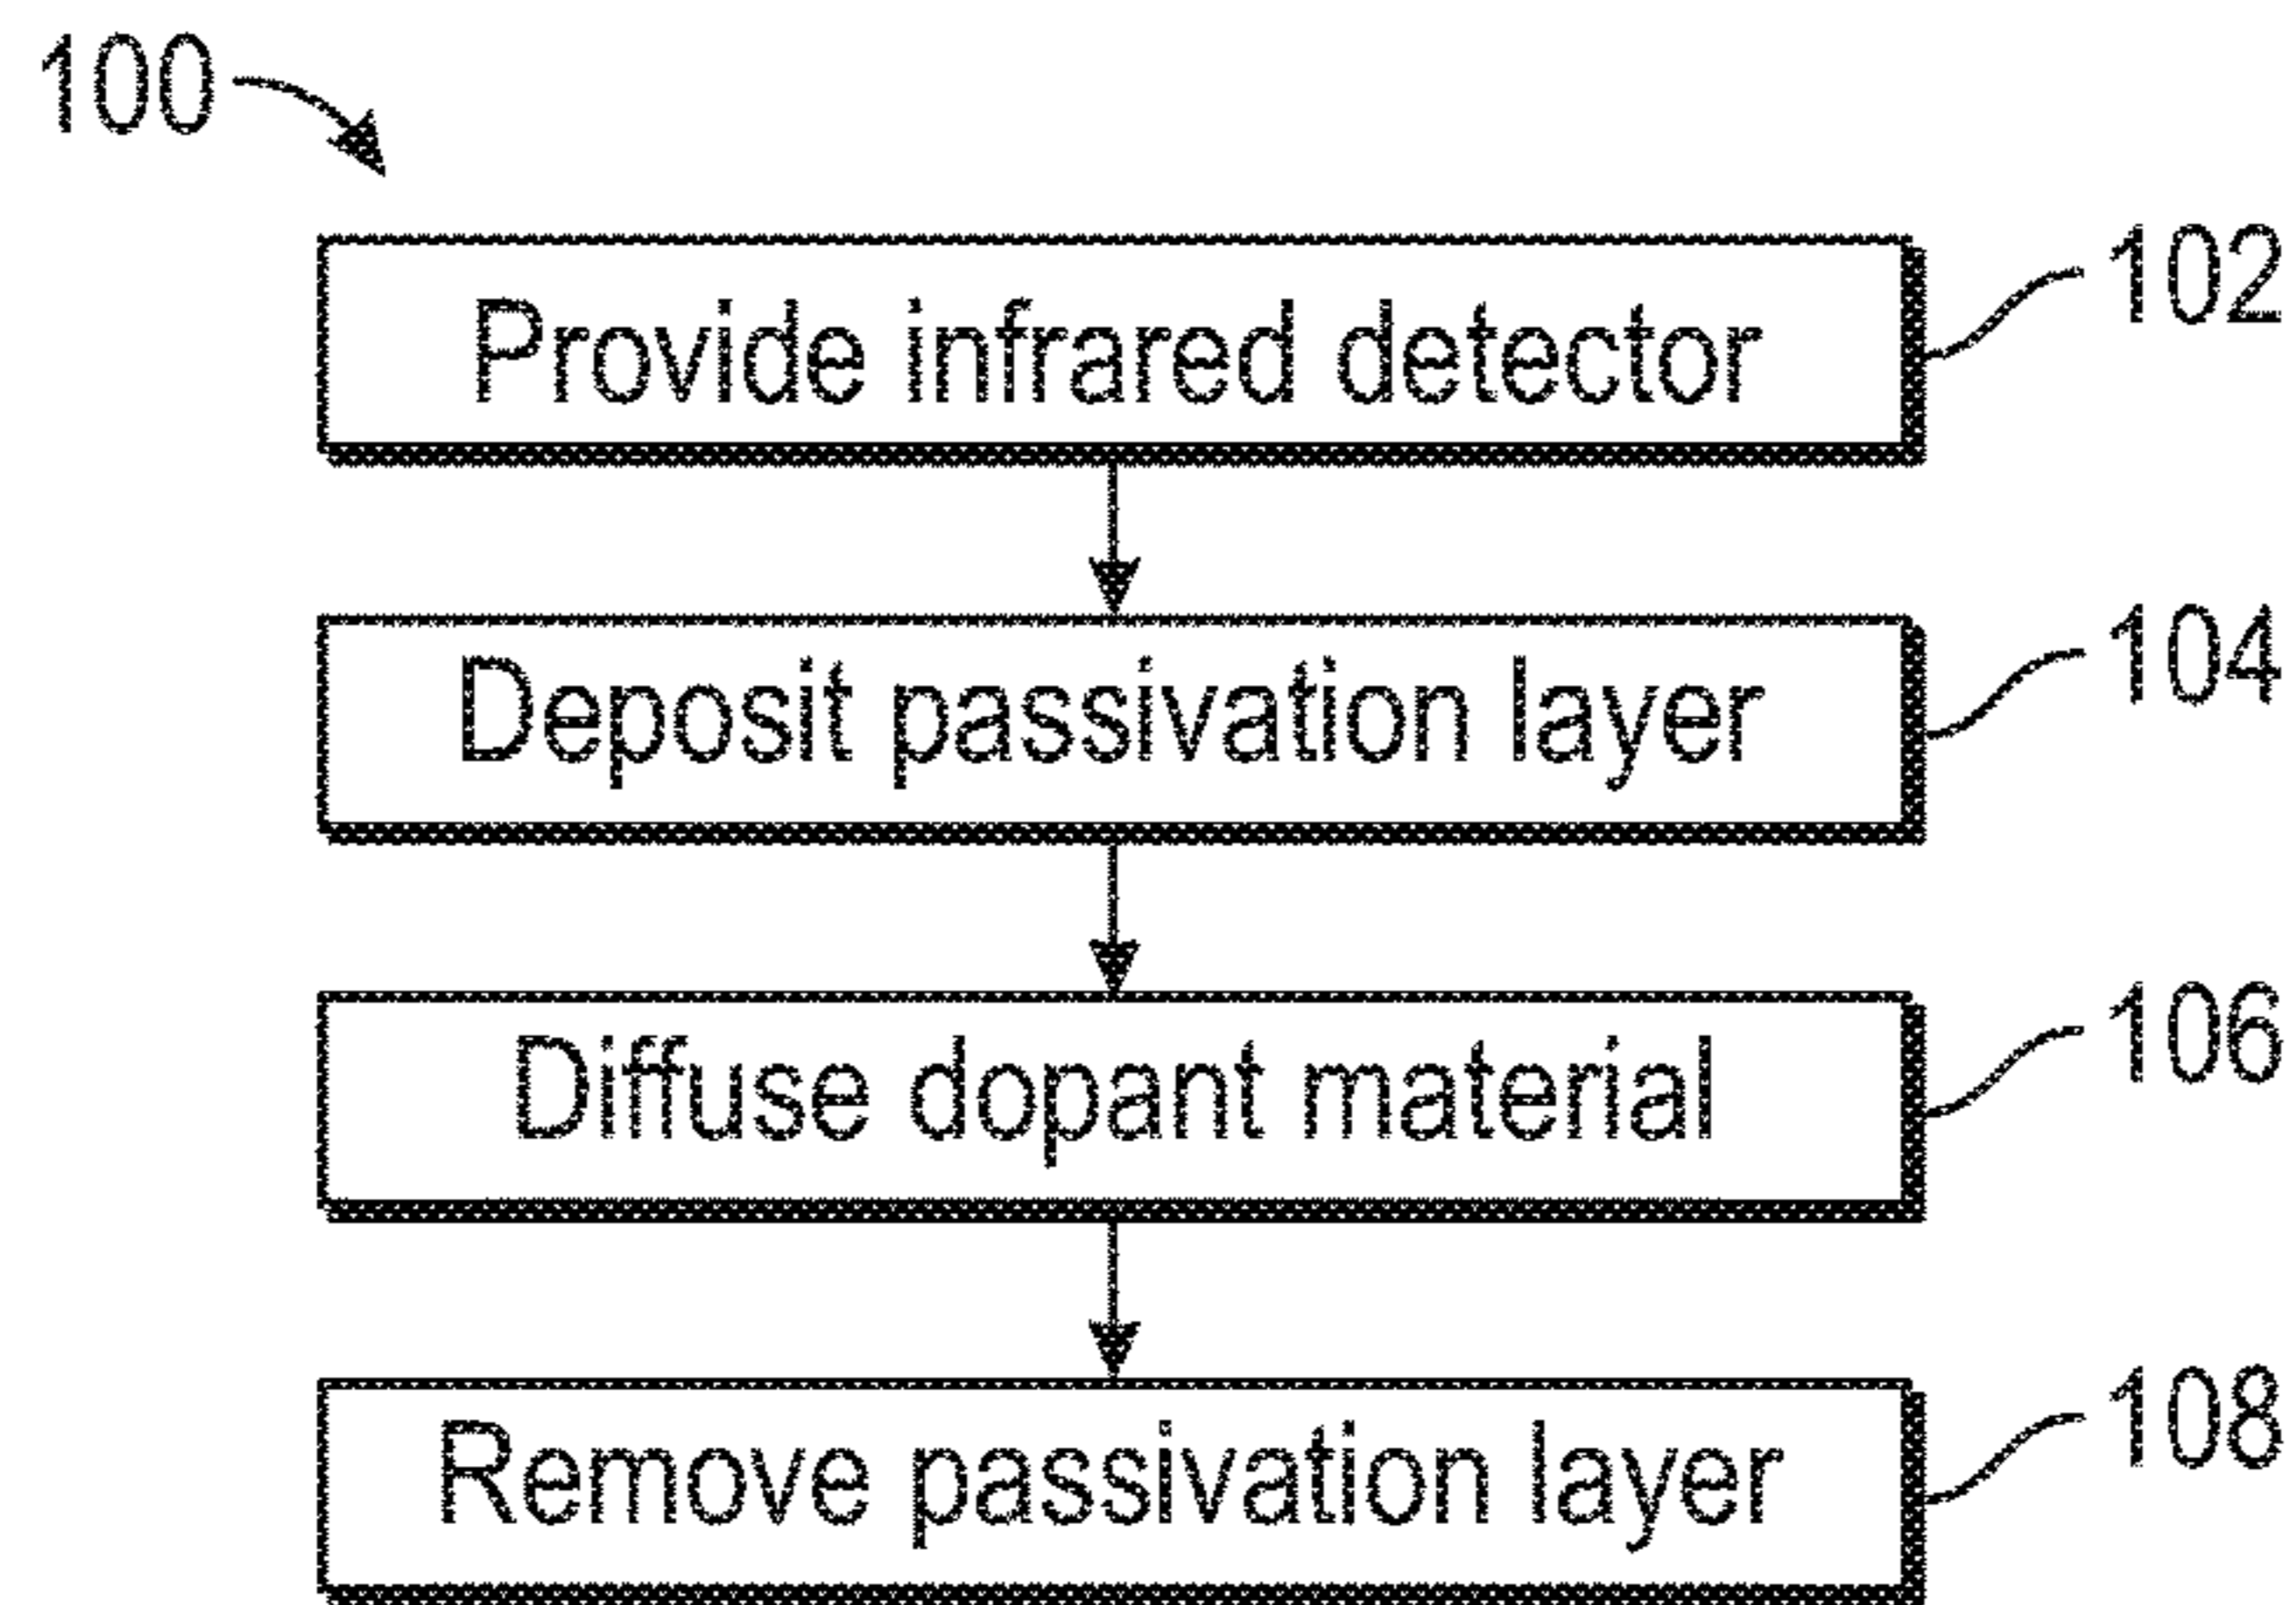 100
Provide infrared detector
102
Deposit passivation layer
104
Diffuse dopant material
106
Remove passivation layer
108